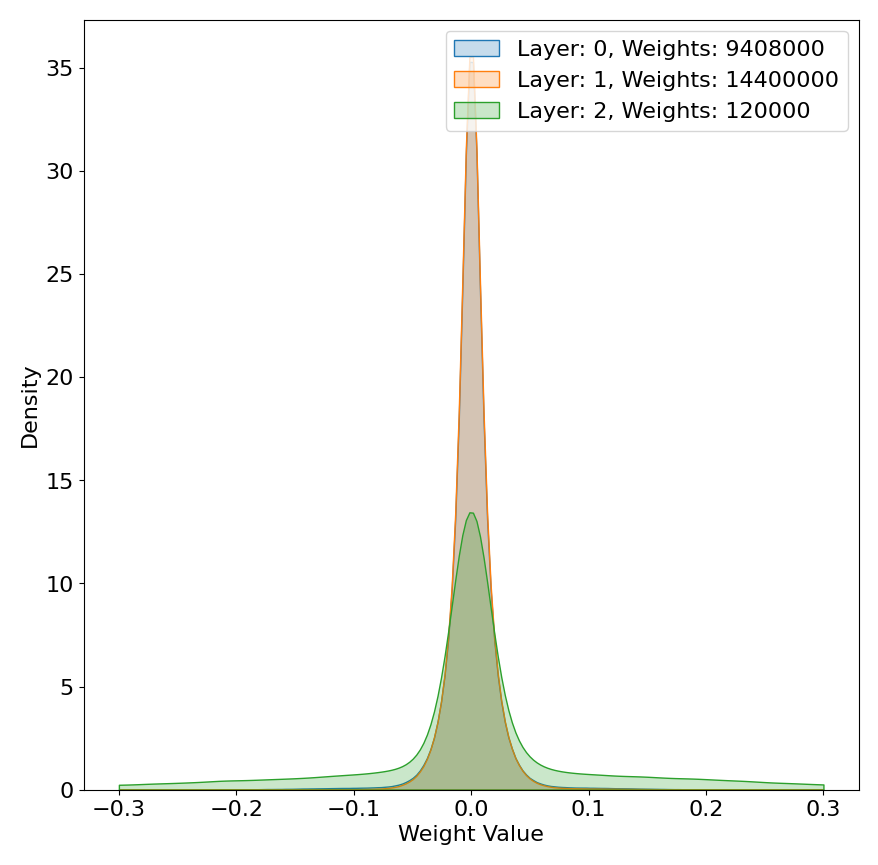 Layer: 0, Weights: 9408000
Layer: 1, Weights: 14400000
Layer: 2, Weights: 120000
35
30
25
20
15
10
5
0
Density
−0.3 −0.2 −0.1 0.0 0.1 0.2 0.3
Weight Value